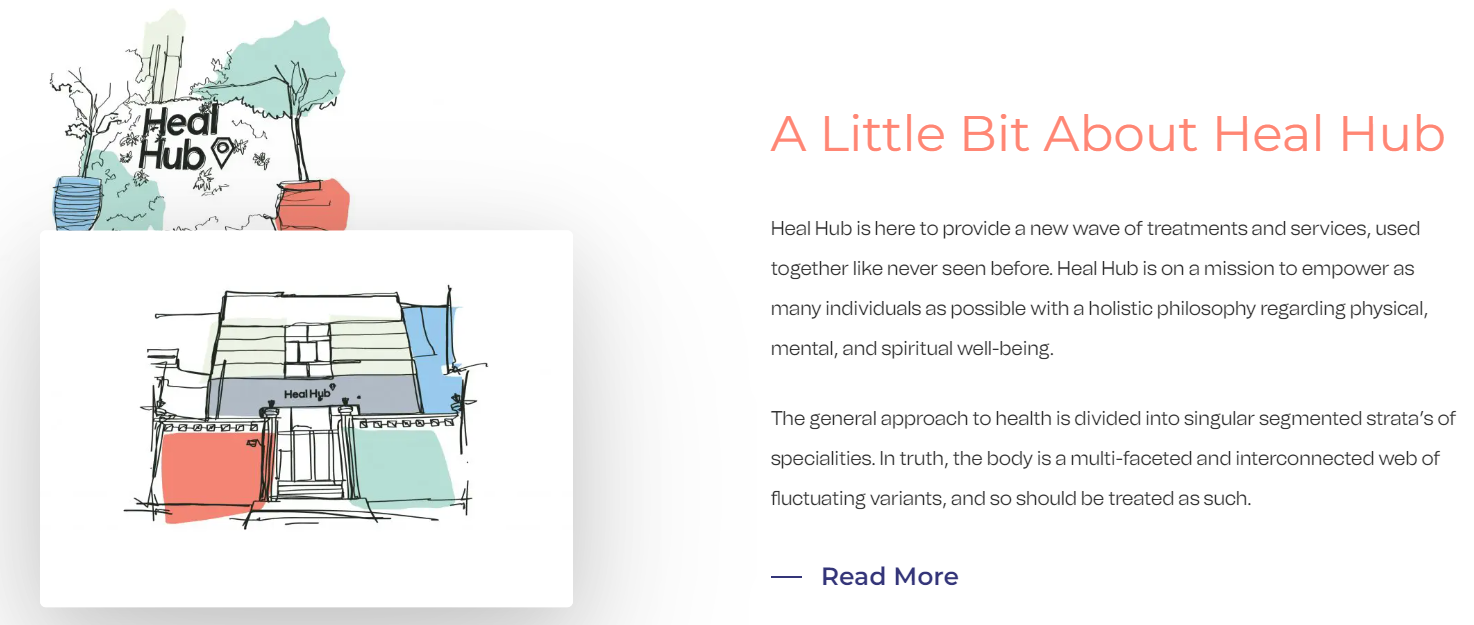 Heal
Hub
Heal Hub
A Little Bit About Heal Hub
Heal Hub is here to provide a new wave of treatments and services, used
together like never seen before. Heal Hub is on a mission to empower as
many individuals as possible with a holistic philosophy regarding physical,
mental, and spiritual well-being.
The general approach to health is divided into singular segmented strata's of
specialities. In truth, the body is a multi-faceted and interconnected web of
fluctuating variants, and so should be treated as such.
Read More